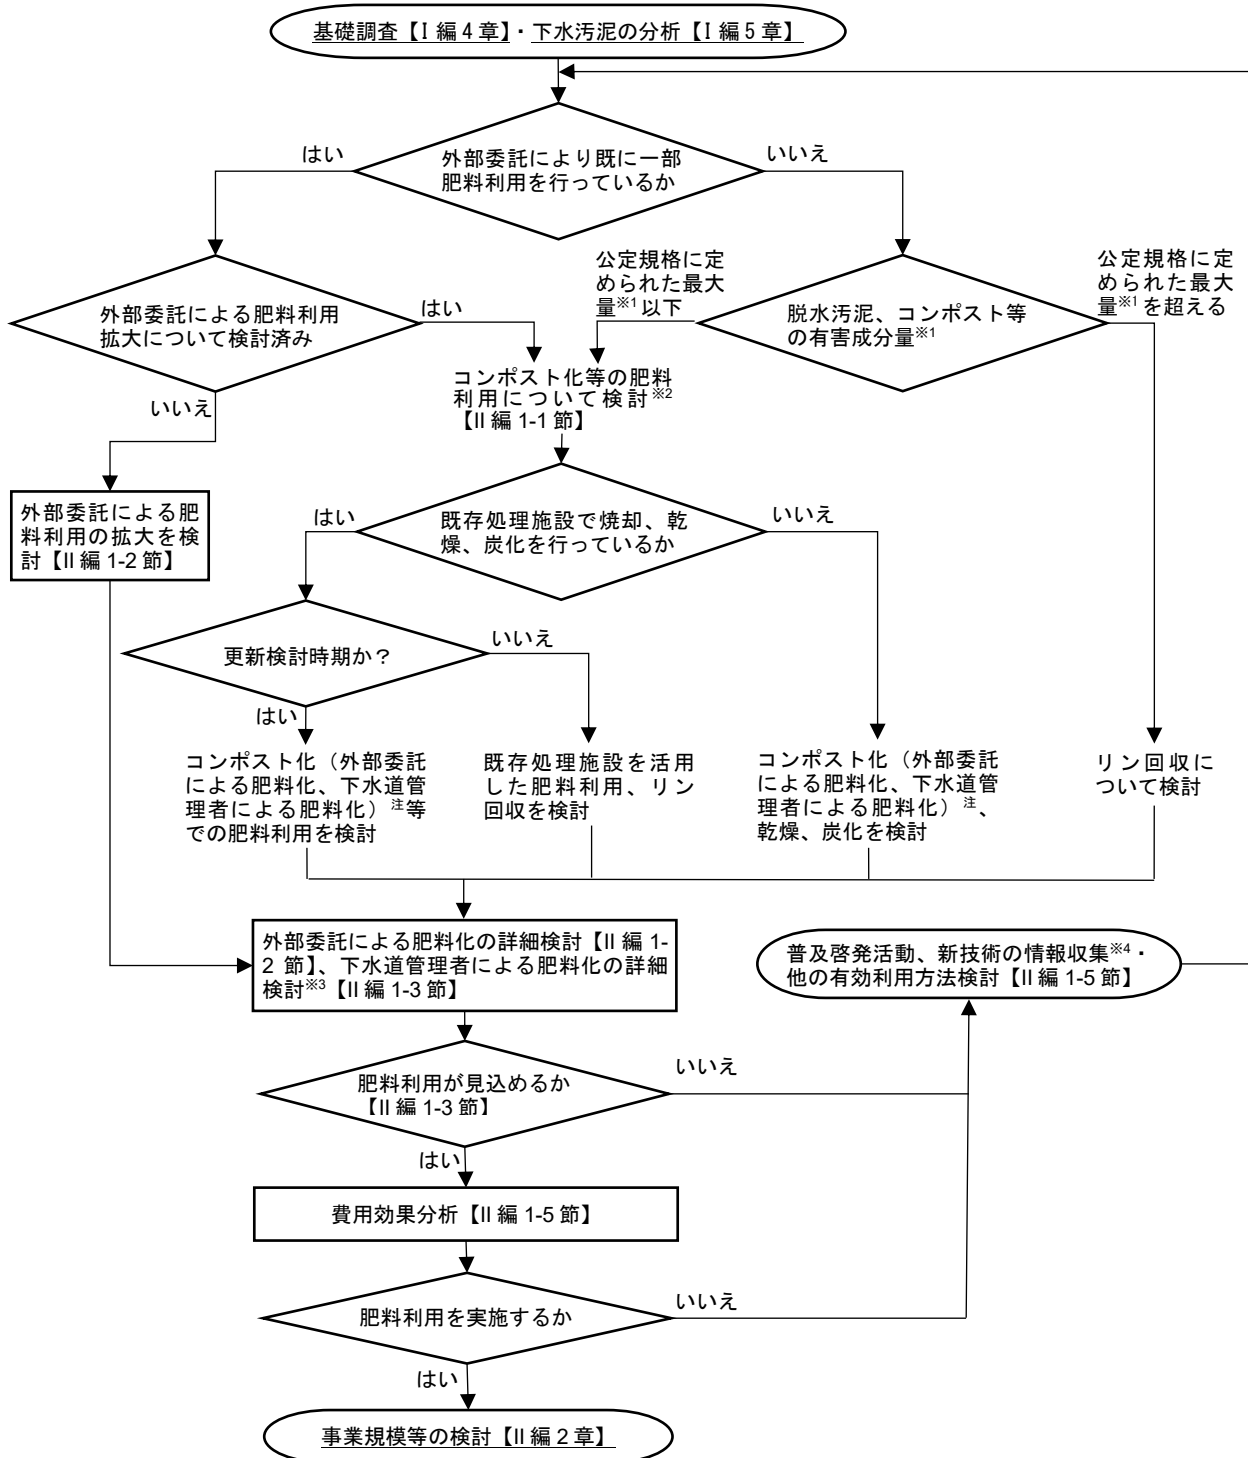 基礎調査【Ⅰ編4章】・下水汚泥の分析【Ⅰ編5章】
はい
外部委託により既に一部
肥料利用を行っているか
いいえ
外部委託による肥料利用
拡大について検討済み
はい
いいえ
公定規格に定
められた最大
量※1以下
脱水汚泥、コンポスト等
の有害成分量※1
公定規格に定
められた最大
量※1を超える
コンポスト化等の肥料
利用について検討※2
【II編1-1節】
外部委託による肥
料利用の拡大を検
討【II編1-2節】
はい
既存処理施設で焼却、乾
燥、炭化を行っているか
いいえ
更新検討時期か？
いいえ
はい
コンポスト化（外部委託
による肥料化、下水道管
理者による肥料化）注等
での肥料利用を検討
既存処理施設を活用
した肥料利用、リン
回収を検討
コンポスト化（外部委託
による肥料化、下水道管
理者による肥料化）注、
乾燥、炭化を検討
リン回収に
ついて検討
外部委託による肥料化の詳細検討【II編1-
2節】、下水道管理者による肥料化の詳細
検討※3【II編1-3節】
普及啓発活動、新技術の情報収集※4・
他の有効利用方法検討【II編1-5節】
肥料利用が見込めるか
【II編1-3節】
いいえ
はい
費用効果分析【II編1-5節】
肥料利用を実施するか
いいえ
はい
事業規模等の検討【II編2章】